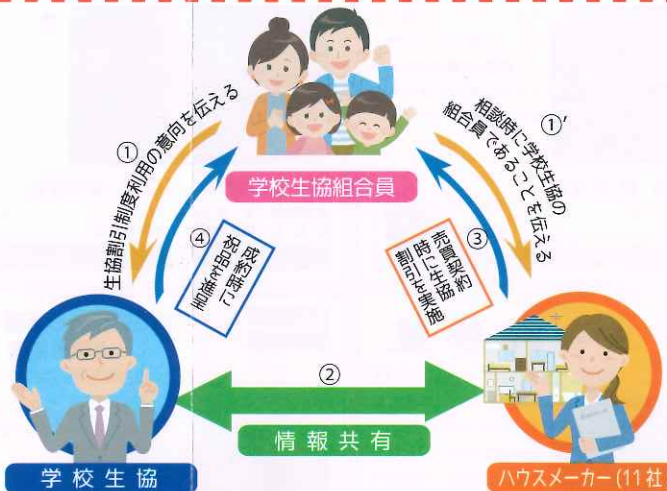 ①
生協割引制度利用の意向を伝える
①′
相談時に学校生協の
組合員であることを伝える
学校生協組合員
④
成約時に
祝品を進呈
③
売買契約
時に生協
割引を実施
②
情報共有
学校生協
ハウスメーカー(11社